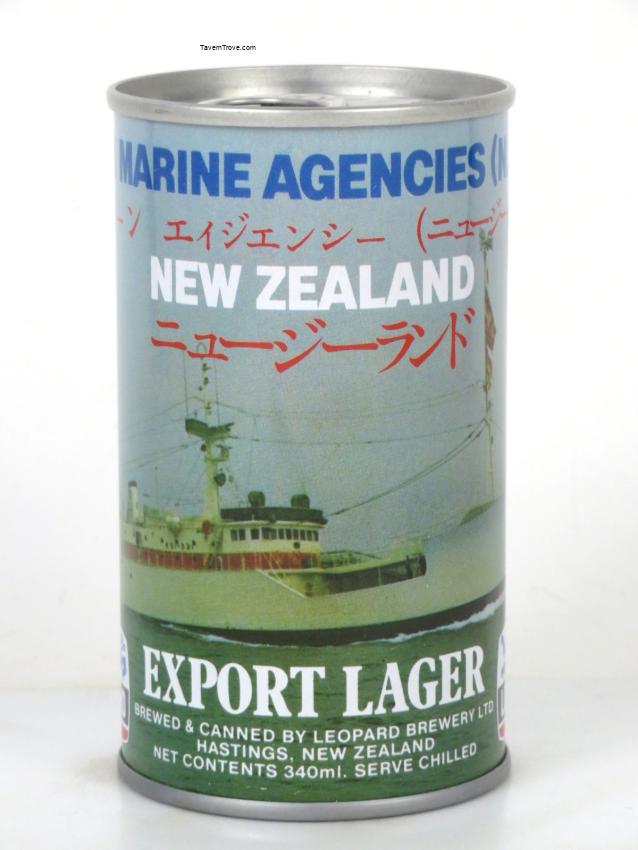 TavernTrove.com
MARINE AGENCIES (N
ーン エイジエンシー (ニュージー
NEW ZEALAND
ニュージーランド
EXPORT LAGER
BREWED & CANNED BY LEOPARD BREWERY LTD
HASTINGS, NEW ZEALAND
NET CONTENTS 340ml. SERVE CHILLED